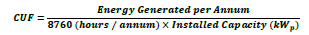 CUF = Energy Generated per Annum / 8760 (hours / annum) × Installed Capacity (kWₚ)